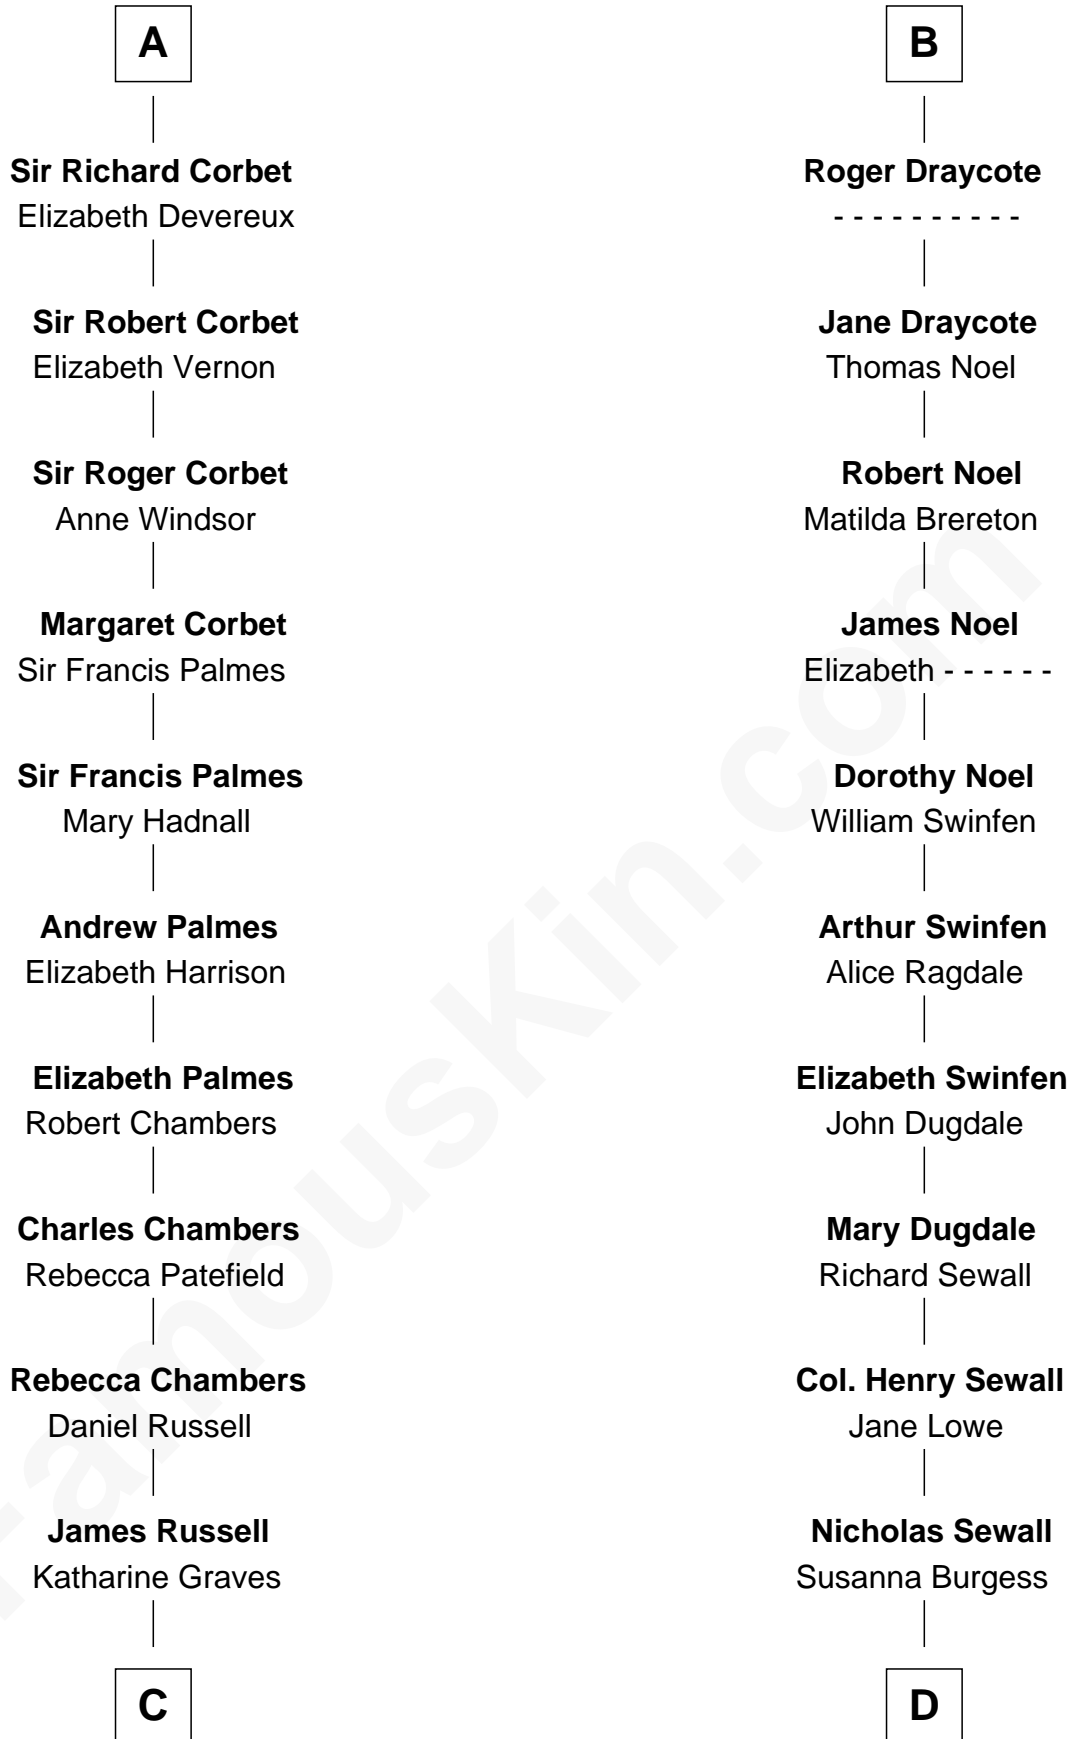 A
Sir Richard Corbet
Elizabeth Devereux
Sir Robert Corbet
Elizabeth Vernon
Sir Roger Corbet
Anne Windsor
Margaret Corbet
Sir Francis Palmes
Sir Francis Palmes
Mary Hadnall
Andrew Palmes
Elizabeth Harrison
Elizabeth Palmes
Robert Chambers
Charles Chambers
Rebecca Patefield
Rebecca Chambers
Daniel Russell
James Russell
Katharine Graves
C
B
Roger Draycote
- - - - - - - - - -
Jane Draycote
Thomas Noel
Robert Noel
Matilda Brereton
James Noel
Elizabeth - - - - - -
Dorothy Noel
William Swinfen
Arthur Swinfen
Alice Ragdale
Elizabeth Swinfen
John Dugdale
Mary Dugdale
Richard Sewall
Col. Henry Sewall
Jane Lowe
Nicholas Sewall
Susanna Burgess
D
FamousKin.com